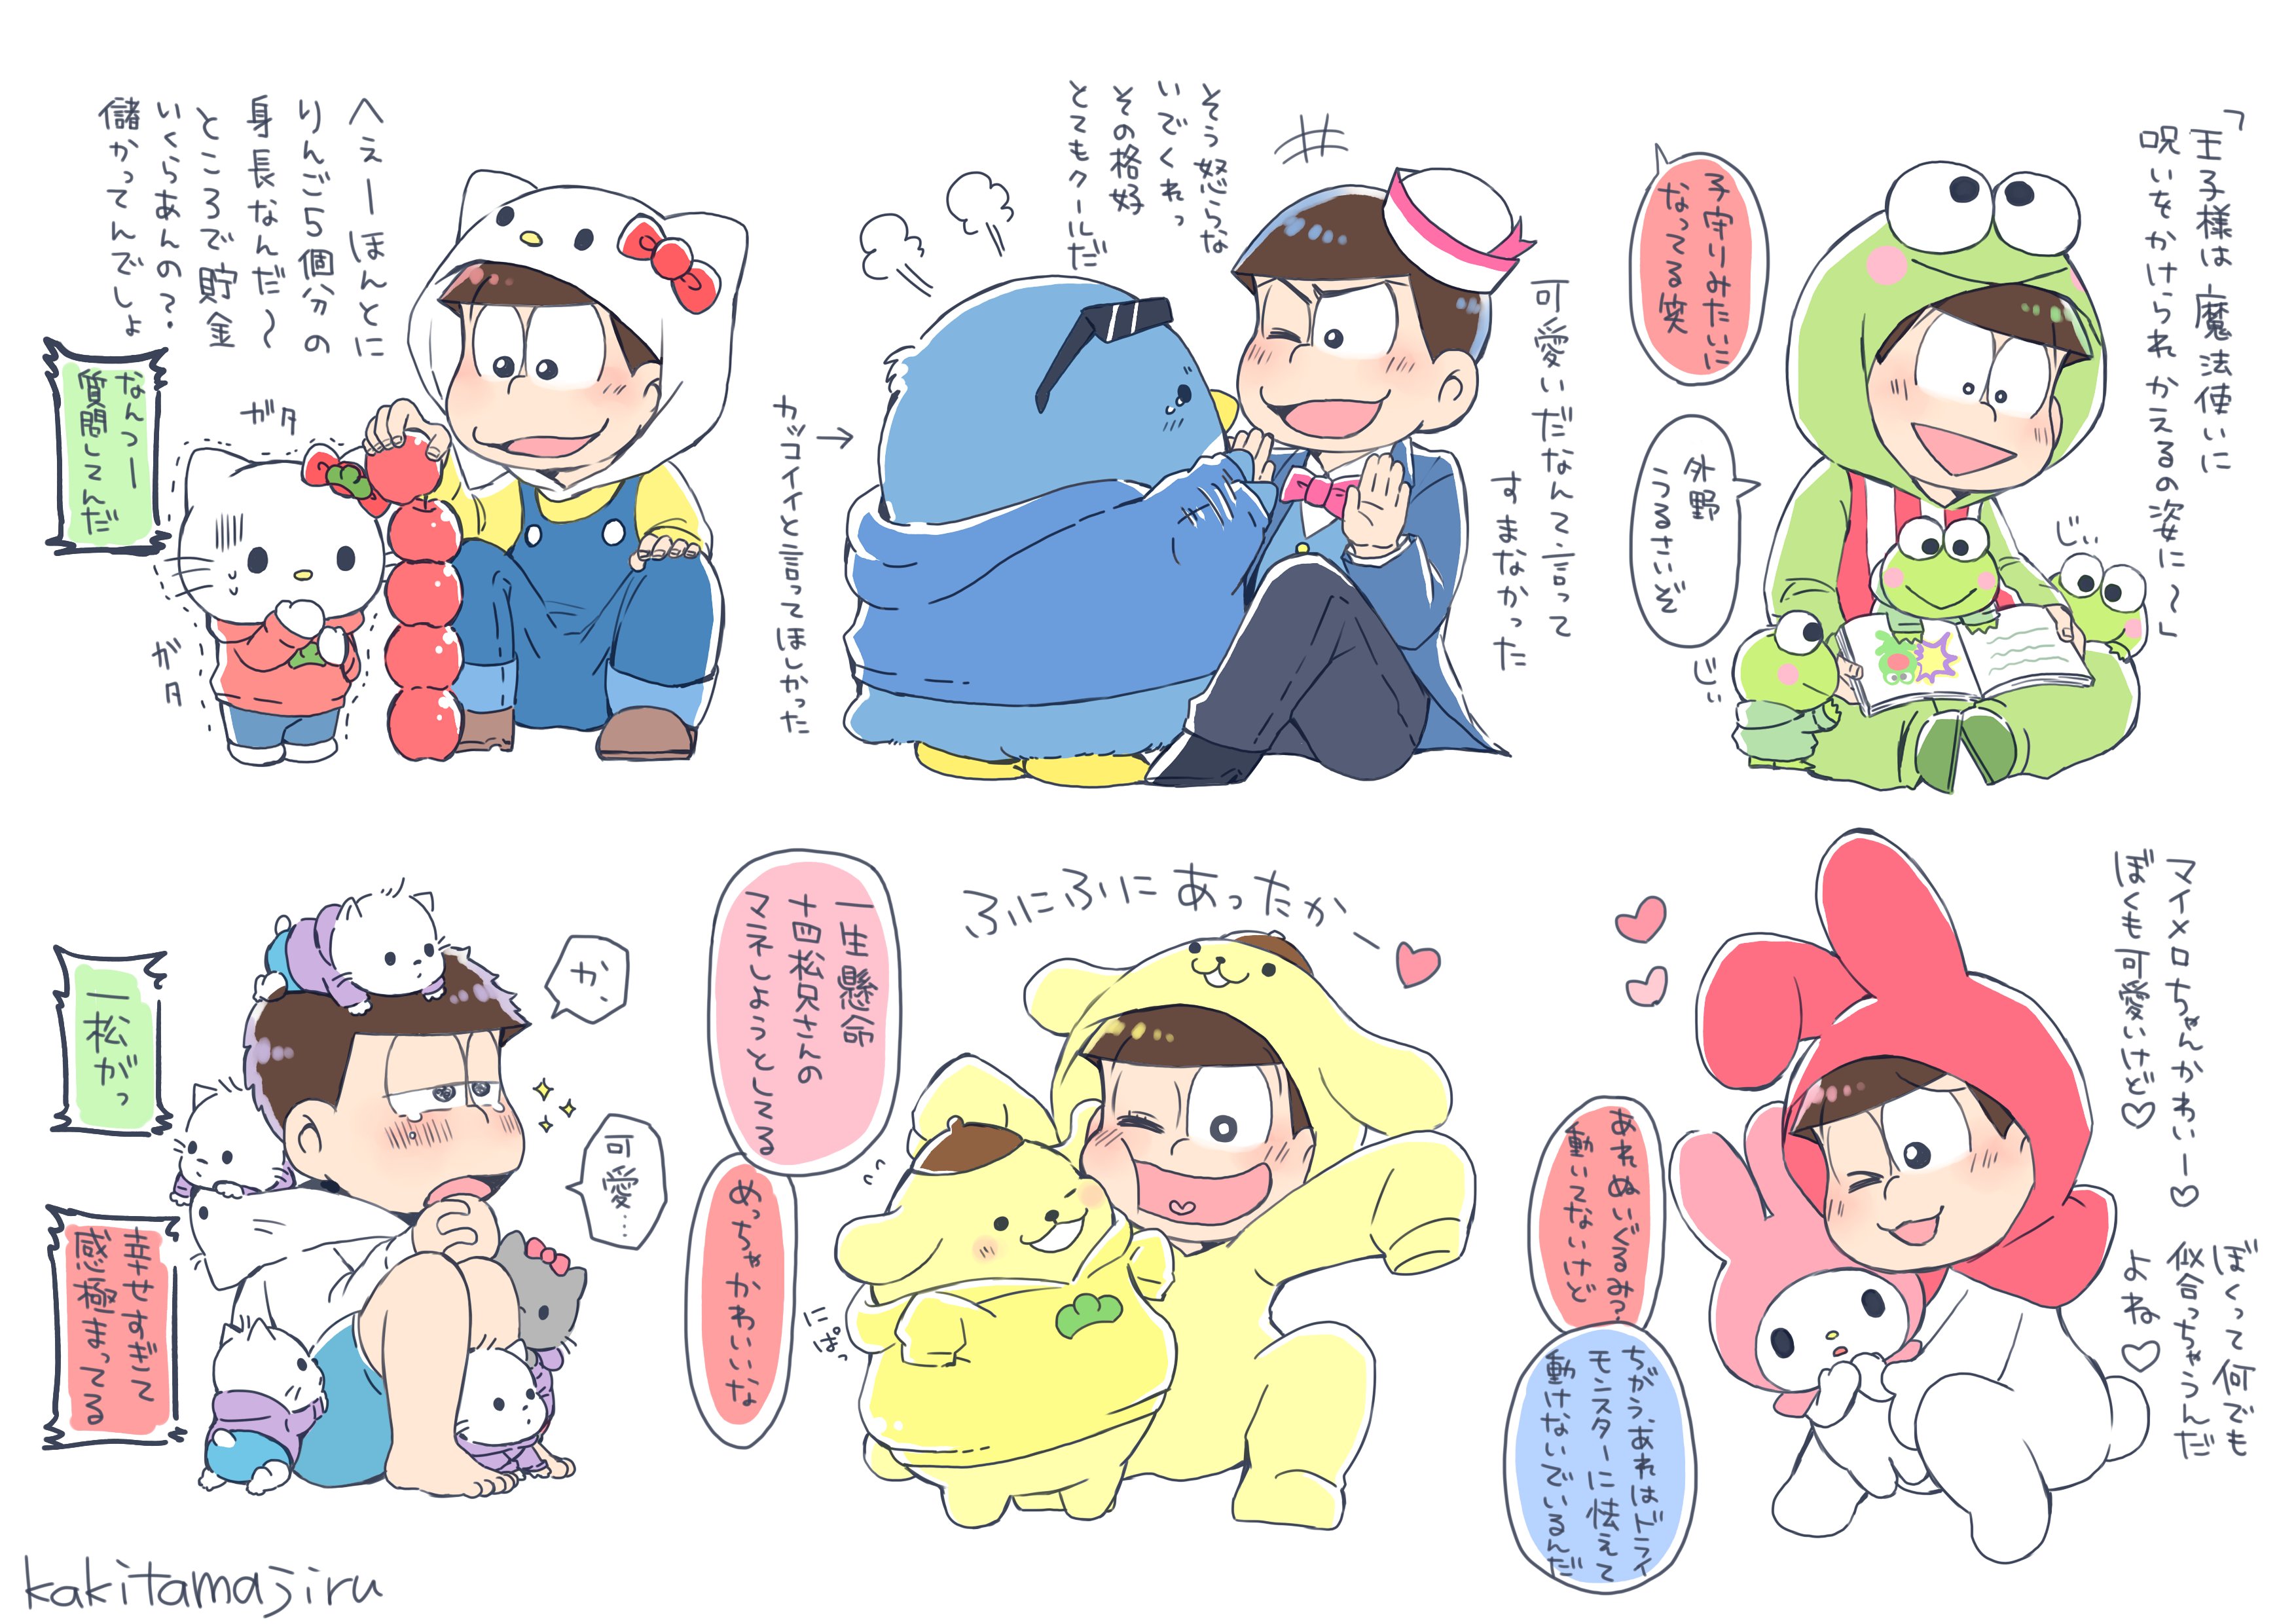 へぇーほんとに
りんご5個分の
身長なんだ〜
ところで貯金
いくらあんの?
儲かってんでしょ
なんつー
質問してんだ
ガタ
ガタ
そう怒らな
いでくれっ
その格好
とてもクールだ
可愛いだなんて言って
すまなかった
カッコイイと言ってほしかった
「王子様は魔法使いに
呪いをかけられかえるの姿に〜」
子守りみたいに
なってる笑
外野
うるさいぞ
じぃ
じぃ
か、
可愛…
一松がっ
幸せすぎて
感極まってる
ふにふにあったかー
一生懸命
十四松兄さんの
マネしようとしてる
めっちゃかわいいな
にぱっ
マイメロちゃんかわいー♡
ぼくも可愛いけど♡
ぼくって何でも
似合っちゃうんだ
よね♡
あれぬいぐるみ?
動いてないけど
ちがう、あれはドライ
モンスターに怯えて
動けないでいるんだ
kakitamajiru